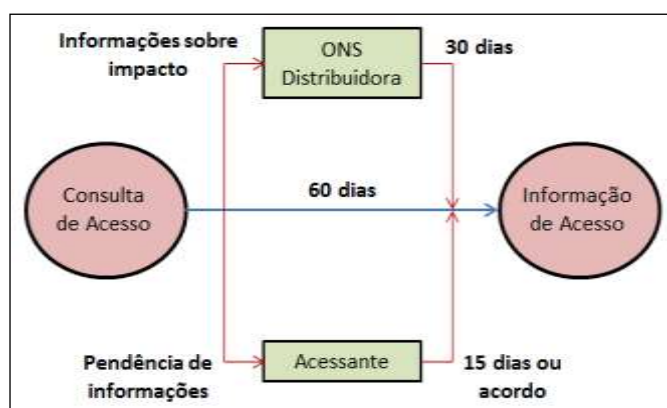 Informações sobre
impacto
ONS
Distribuidora
30 dias
Consulta
de Acesso
60 dias
Informação
de Acesso
Pendência de
informações
Acessante
15 dias ou
acordo